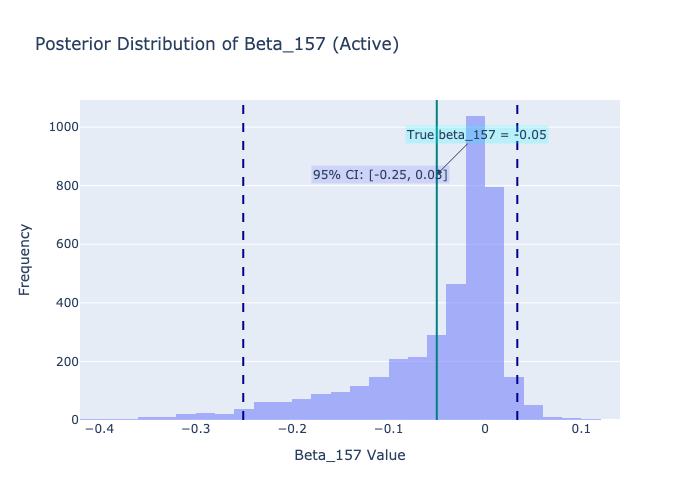 Posterior Distribution of Beta_157 (Active)
1000
800
600
400
200
0
Frequency
True beta_157 = -0.05
95% CI: [-0.25, 0.03]
−0.4
−0.3
−0.2
−0.1
0
0.1
Beta_157 Value